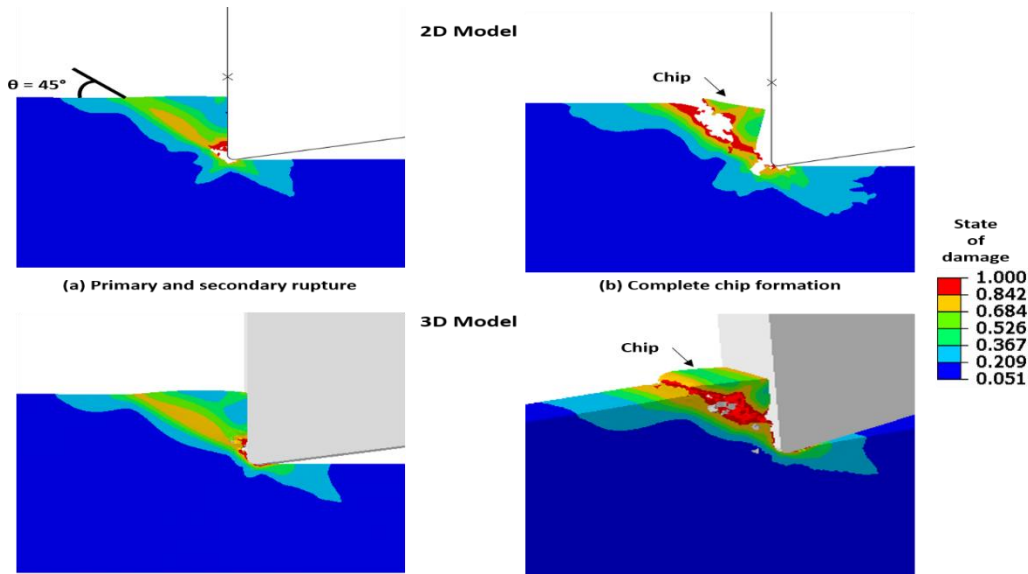 2D Model
θ = 45°
Chip
(a) Primary and secondary rupture
(b) Complete chip formation
3D Model
Chip
State
of
damage
1.000
0.842
0.684
0.526
0.367
0.209
0.051